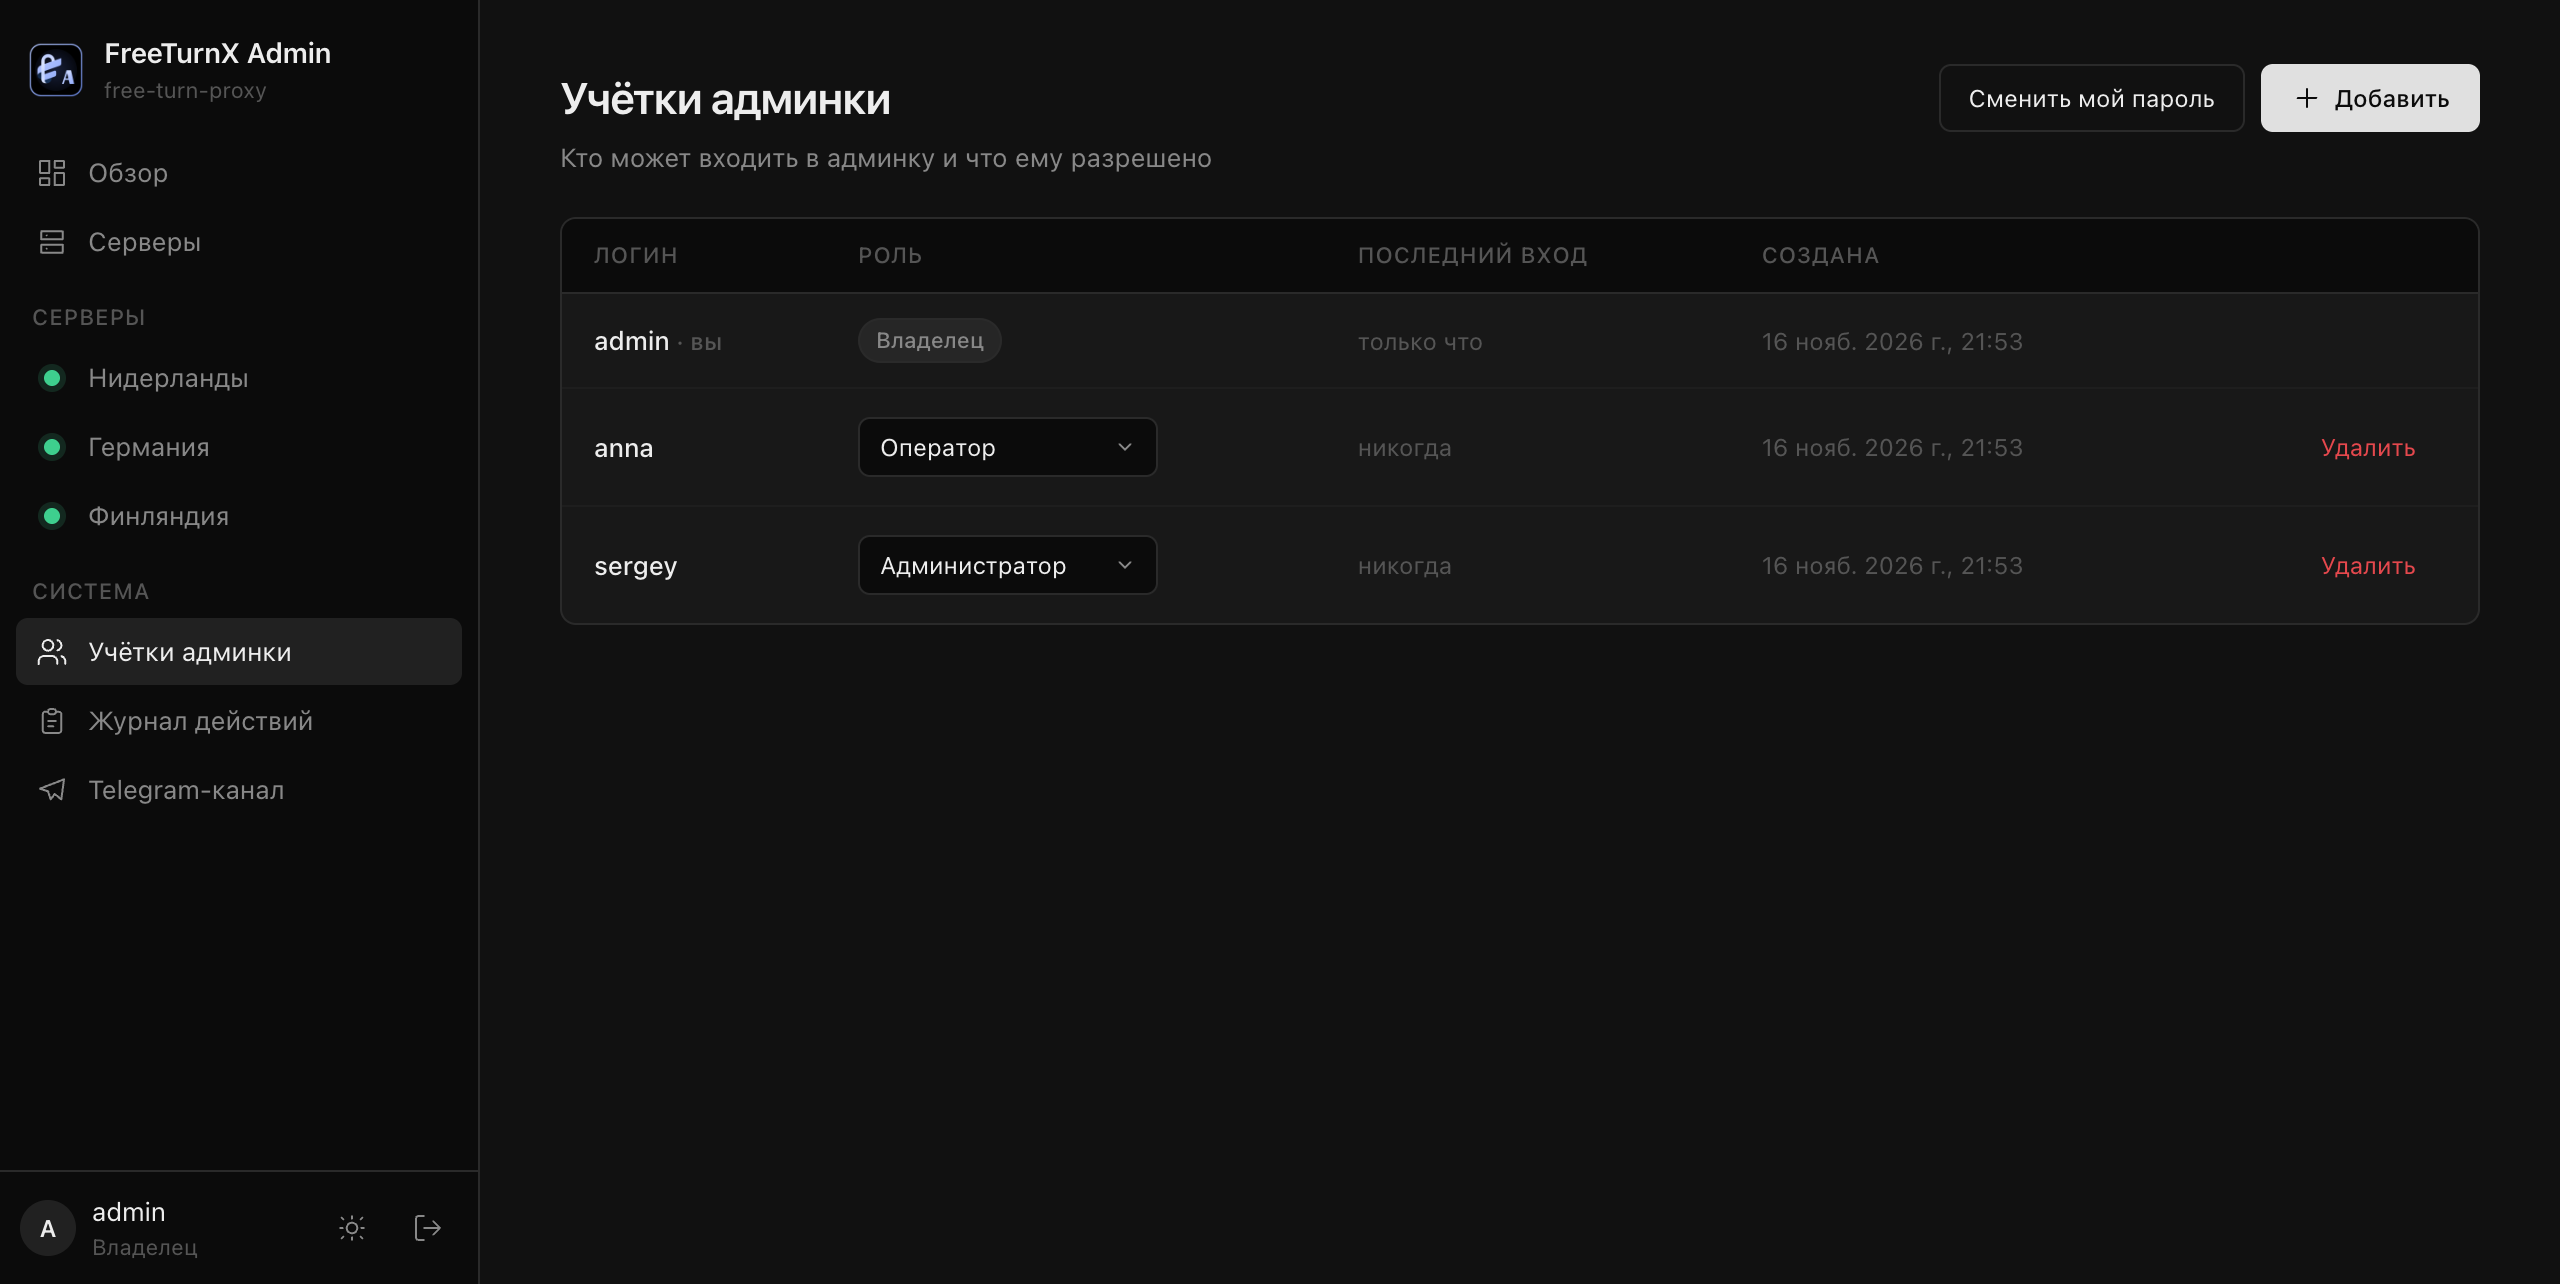 FreeTurnX Admin
free-turn-proxy
Обзор
Серверы
СЕРВЕРЫ
Нидерланды
Германия
Финляндия
СИСТЕМА
Учётки админки
Журнал действий
Telegram-канал
A
admin
Владелец
Учётки админки
Кто может входить в админку и что ему разрешено
Сменить мой пароль
+ Добавить
ЛОГИН РОЛЬ ПОСЛЕДНИЙ ВХОД СОЗДАНА
admin · вы Владелец только что 16 нояб. 2026 г., 21:53
anna Оператор никогда 16 нояб. 2026 г., 21:53 Удалить
sergey Администратор никогда 16 нояб. 2026 г., 21:53 Удалить